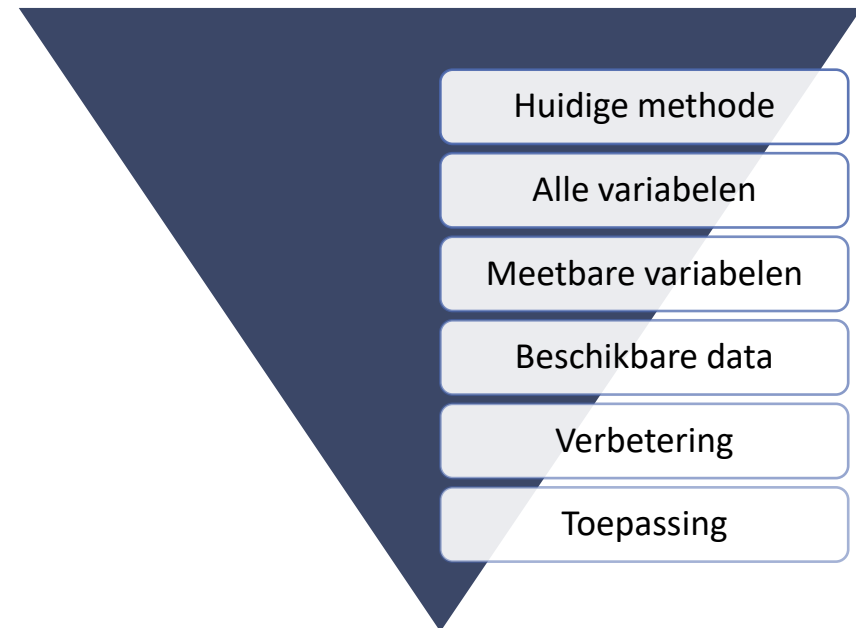 Huidige methode
Alle variabelen
Meetbare variabelen
Beschikbare data
Verbetering
Toepassing